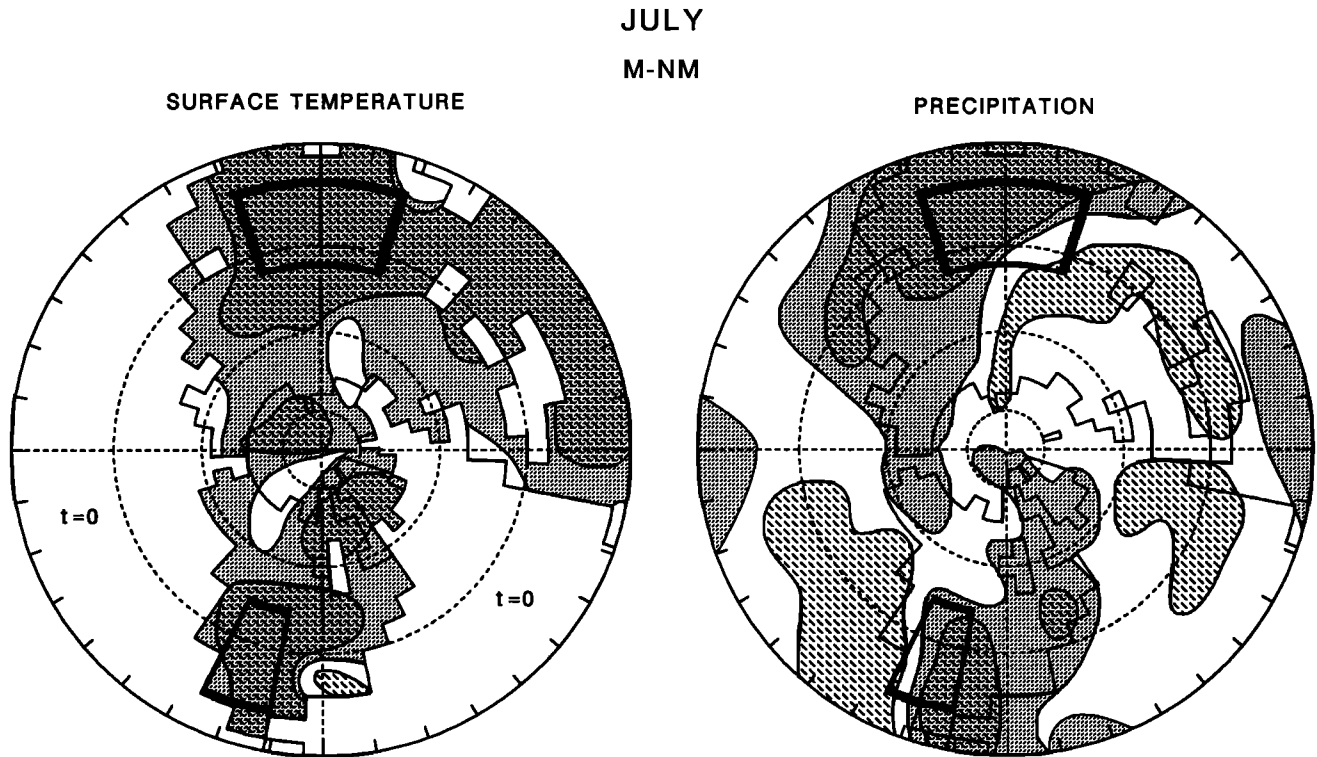 JULY
M-NM
SURFACE TEMPERATURE
PRECIPITATION
t=0
t=0